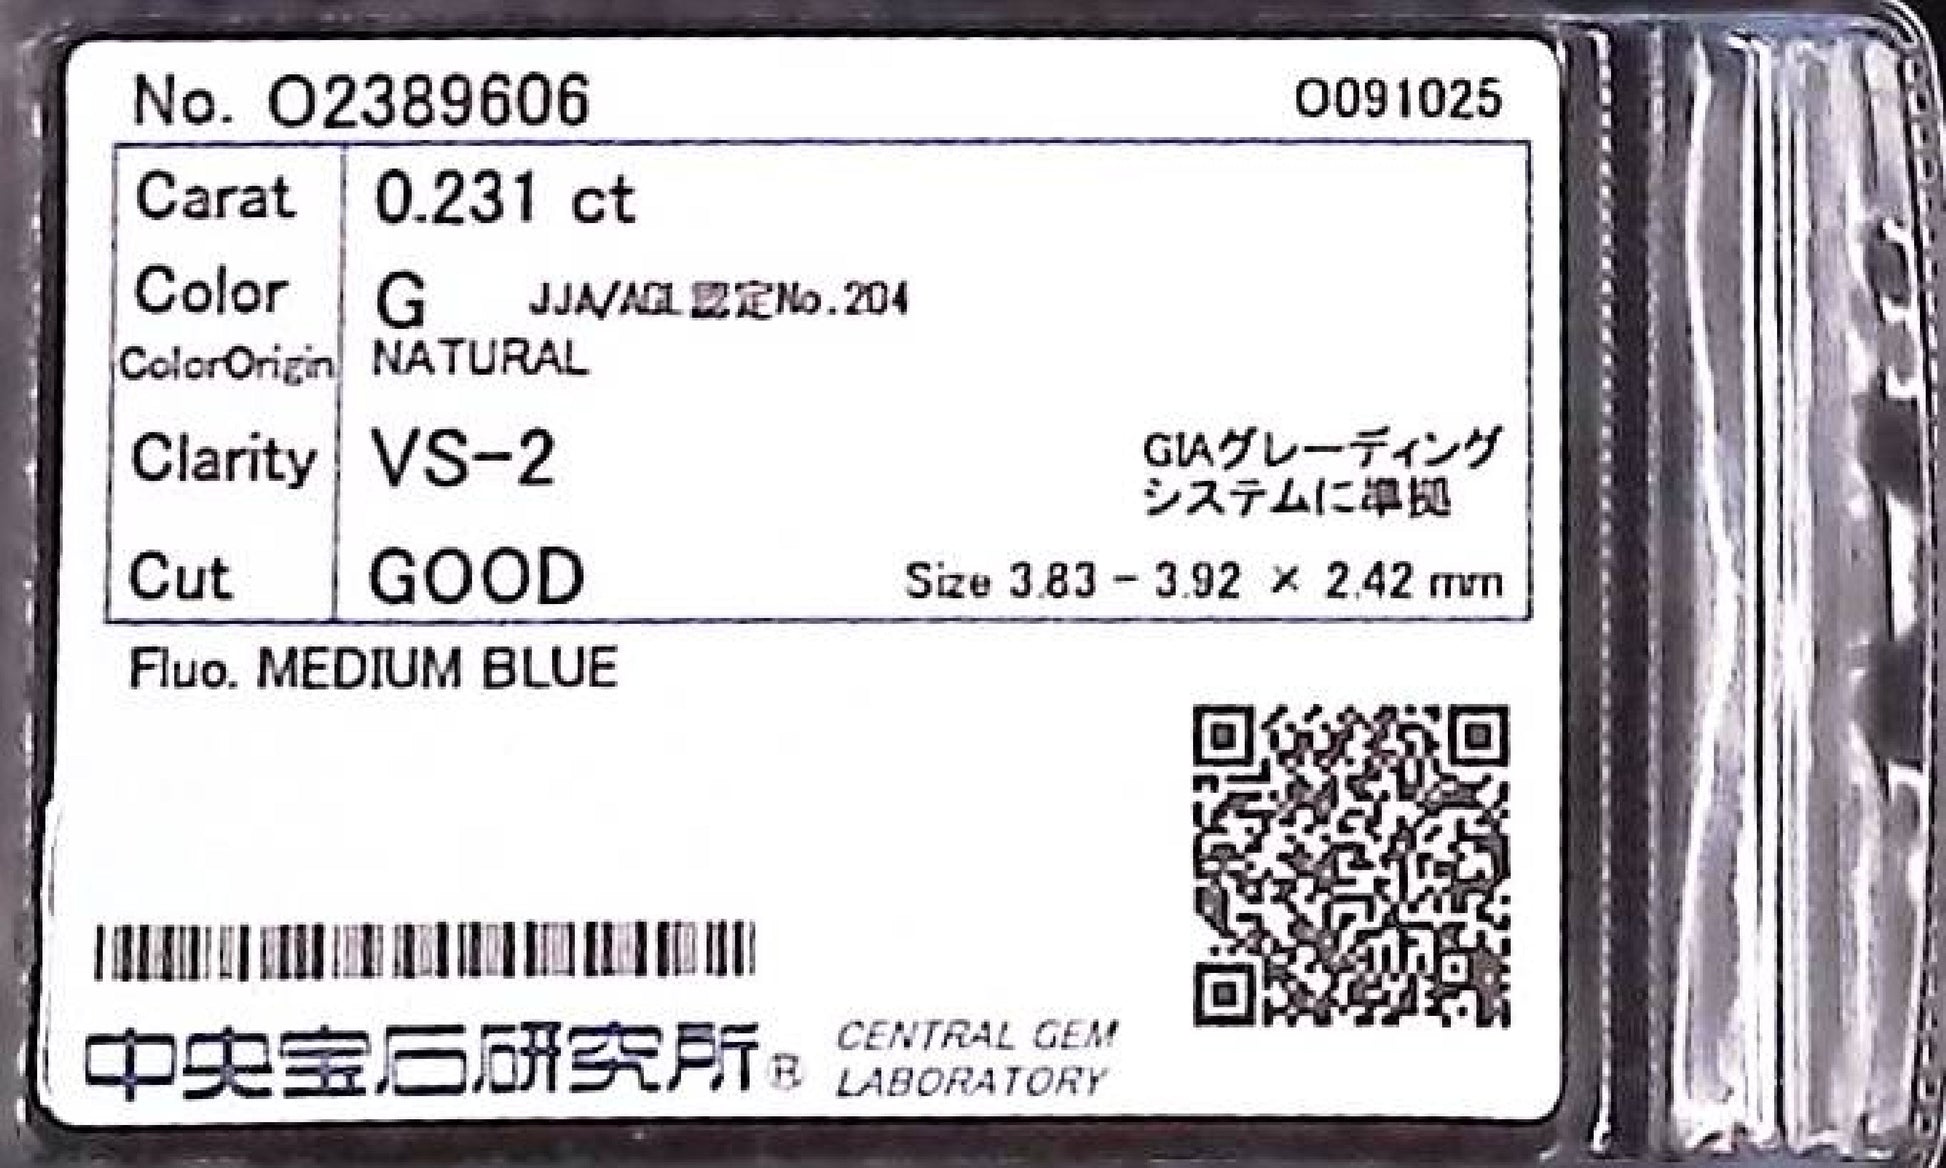 No. O2389606 O091025
Carat 0.231 ct
Color G JJA/AGL認定No.204
ColorOrigin NATURAL
Clarity VS-2
GIAグレーディング
システムに準拠
Cut GOOD Size 3.83 - 3.92 × 2.42 mm
Fluo. MEDIUM BLUE
中央宝石研究所® CENTRAL GEM
LABORATORY